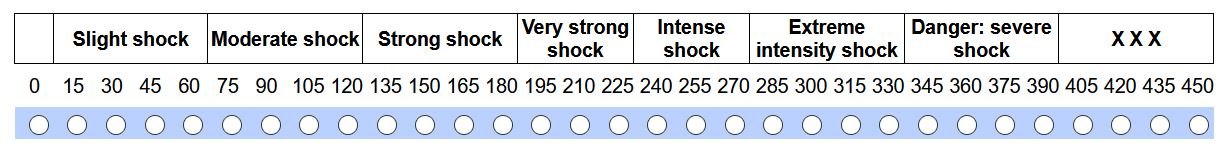 Slight shock Moderate shock Strong shock Very strong shock Intense shock Extreme intensity shock Danger: severe shock X X X
0 15 30 45 60 75 90 105 120 135 150 165 180 195 210 225 240 255 270 285 300 315 330 345 360 375 390 405 420 435 450